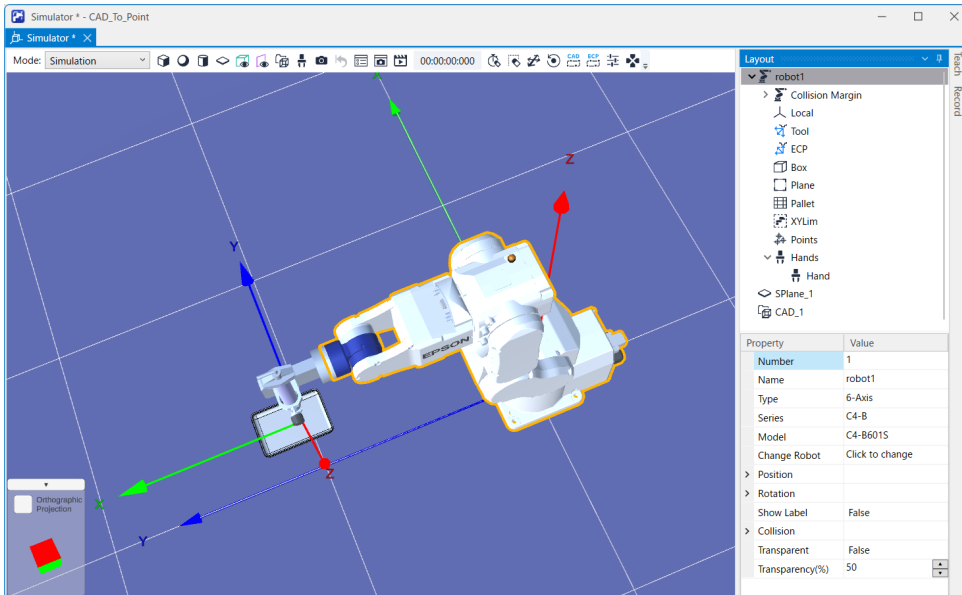 Simulator * - CAD_To_Point
Simulator *
Mode: Simulation 00:00:00:000 CAD ECP
Layout
robot1
Collision Margin
Local
Tool
ECP
Box
Plane
Pallet
XYLim
Points
Hands
Hand
SPlane_1
CAD_1
Teach
Record
X
Z
Y
EPSON
Z
X
Y
Orthographic
Projection
Property Value
Number 1
Name robot1
Type 6-Axis
Series C4-B
Model C4-B601S
Change Robot Click to change
Position
Rotation
Show Label False
Collision
Transparent False
Transparency(%) 50